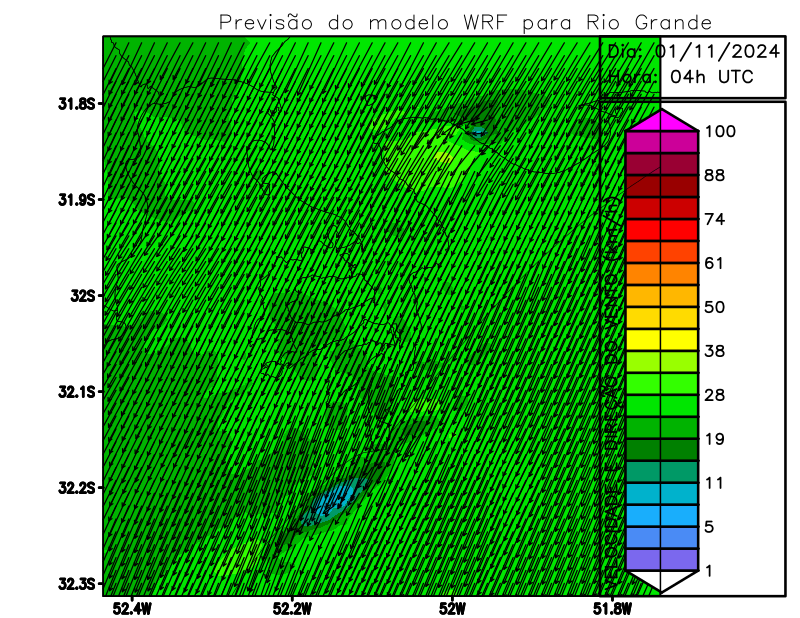 Previsão do modelo WRF para Rio Grande
Dia: 01/11/2024
Hora: 04h UTC
31.8S
31.9S
32S
32.1S
32.2S
32.3S
52.4W
52.2W
52W
51.8W
100
88
74
61
50
38
28
19
11
5
1
VELOCIDADE E DIREÇÃO DO VENTO (km/h)